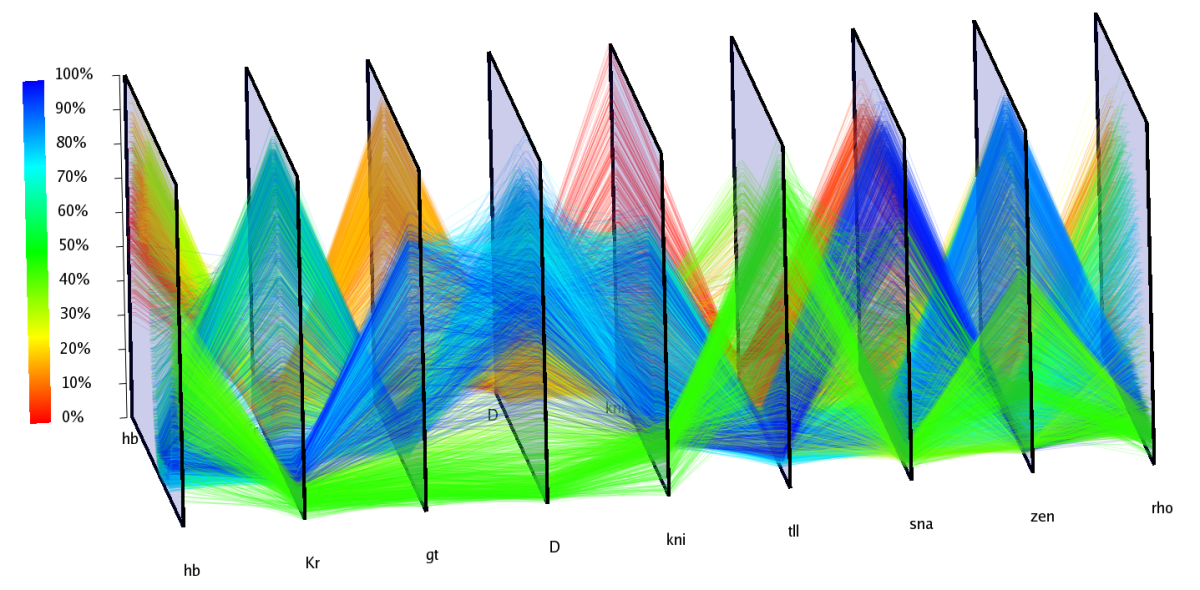 100%
90%
80%
70%
60%
50%
40%
30%
20%
10%
0%
hb
D
kni
hb
Kr
gt
D
kni
tll
sna
zen
rho